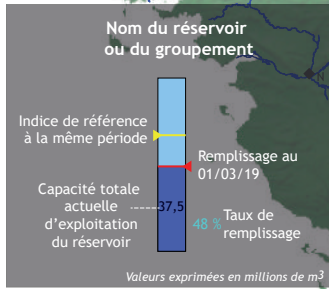 Nom du réservoir
ou du groupement
Indice de référence
à la même période
Remplissage au
01/03/19
Capacité totale
actuelle
d'exploitation
du réservoir
37,5
48 %
Taux de
remplissage
Valeurs exprimées en millions de m³